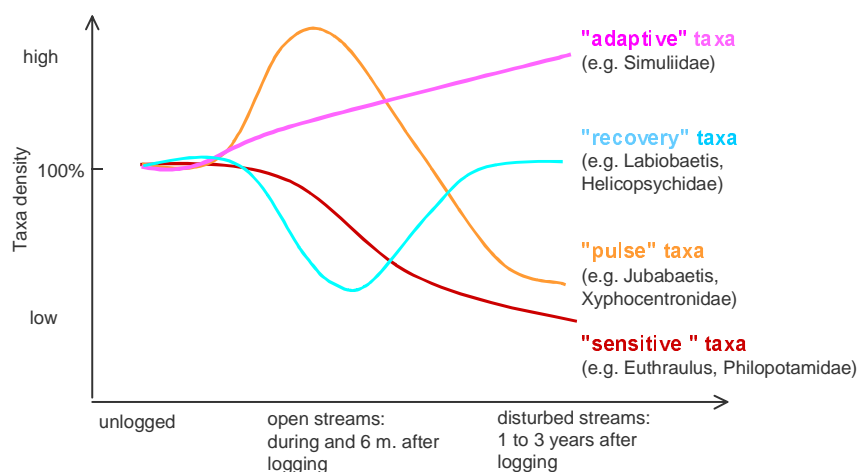 high
100%
low
Taxa density
"adaptive" taxa
(e.g. Simuliidae)
"recovery" taxa
(e.g. Labiobaetis,
Helicopsychidae)
"pulse" taxa
(e.g. Jubabaetis,
Xyphocentronidae)
"sensitive " taxa
(e.g. Euthraulus, Philopotamidae)
unlogged
open streams:
during and 6 m. after
logging
disturbed streams:
1 to 3 years after
logging